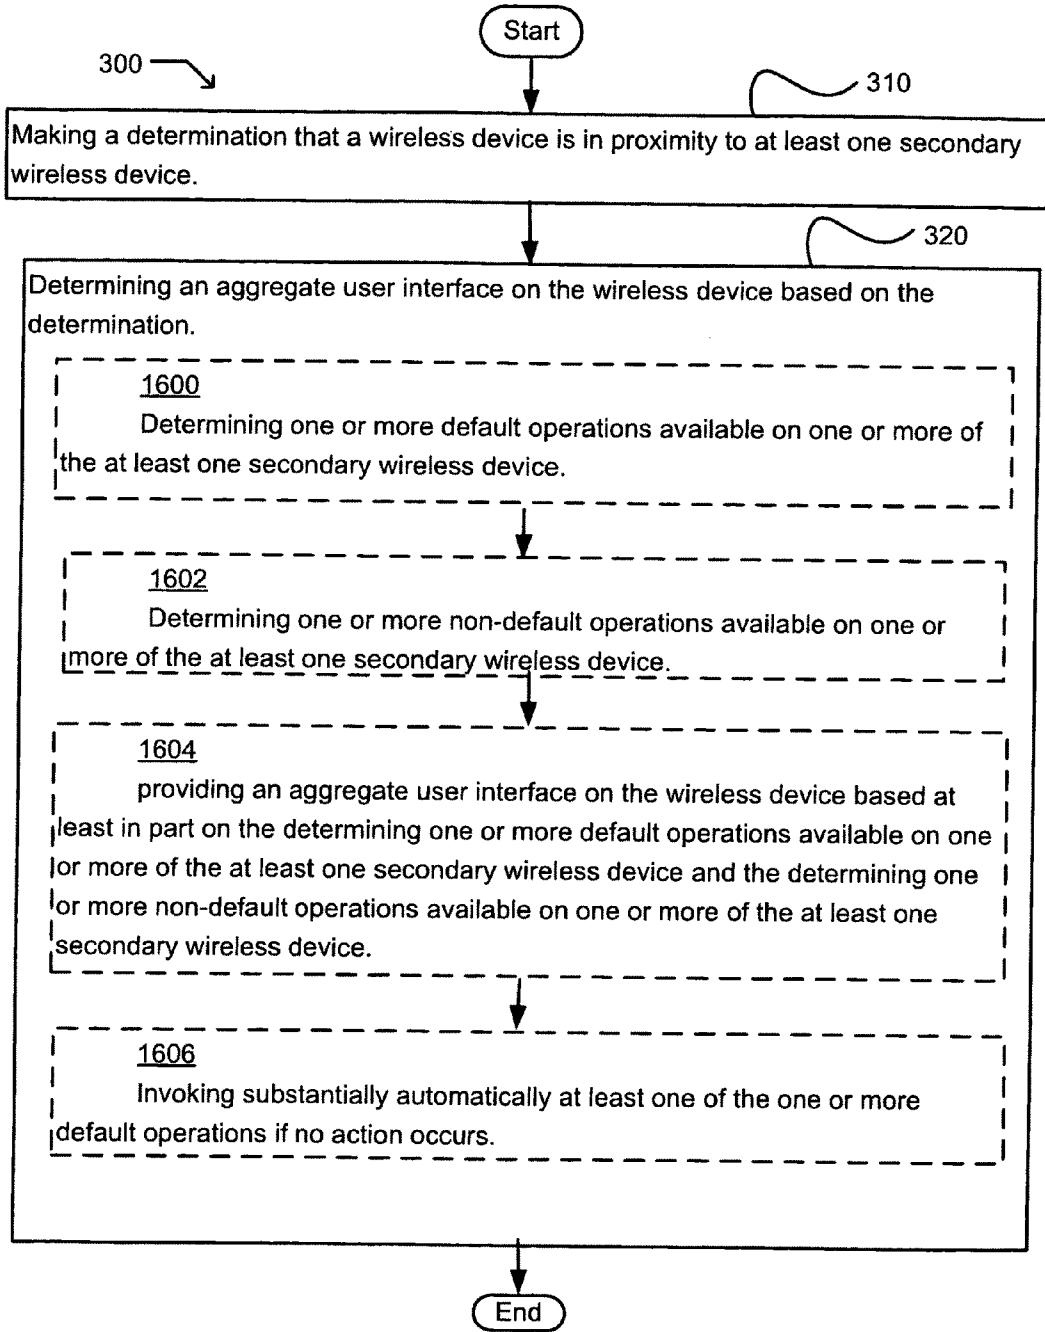 Start
300
310
Making a determination that a wireless device is in proximity to at least one secondary
wireless device.
320
Determining an aggregate user interface on the wireless device based on the
determination.
1600
Determining one or more default operations available on one or more of
the at least one secondary wireless device.
1602
Determining one or more non-default operations available on one or
more of the at least one secondary wireless device.
1604
providing an aggregate user interface on the wireless device based at
least in part on the determining one or more default operations available on one
or more of the at least one secondary wireless device and the determining one
or more non-default operations available on one or more of the at least one
secondary wireless device.
1606
Invoking substantially automatically at least one of the one or more
default operations if no action occurs.
End